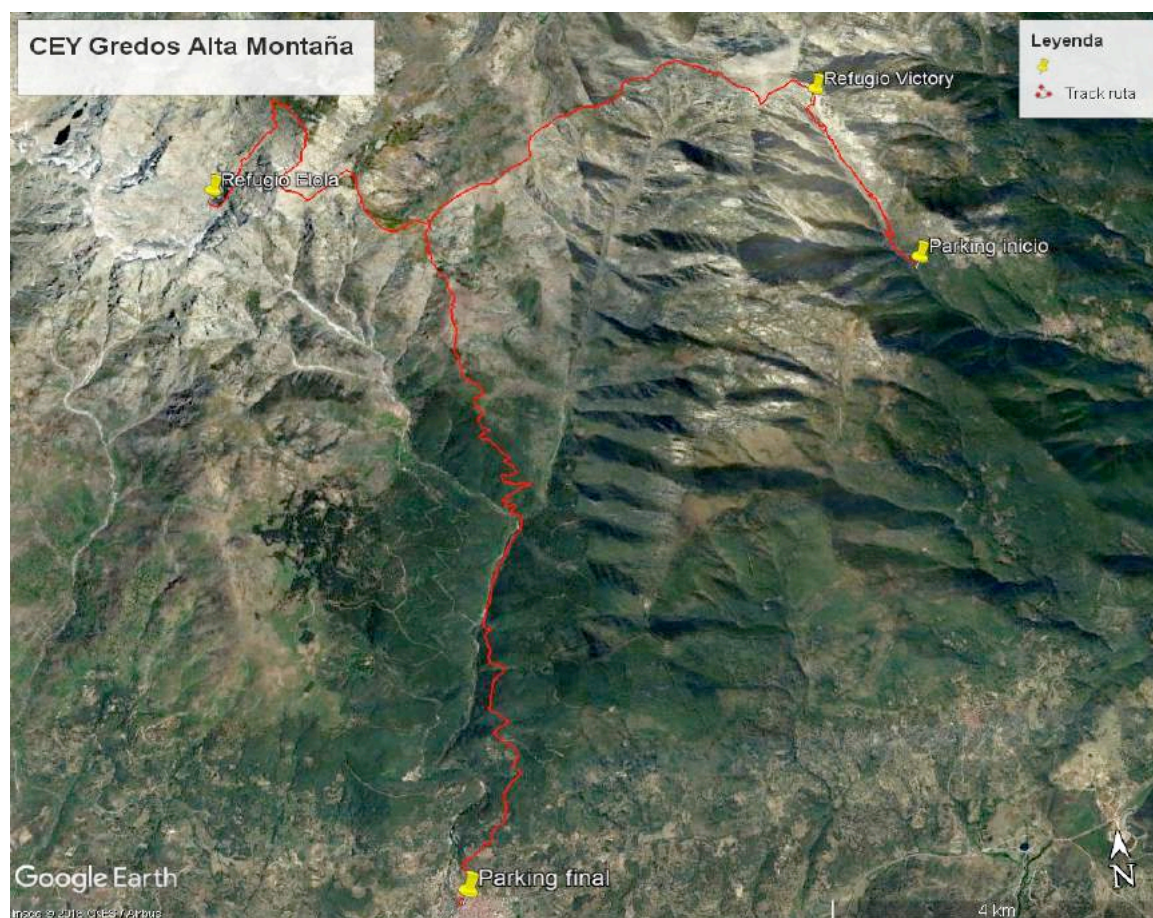 CEY Gredos Alta Montaña
Leyenda
Track ruta
Refugio Victory
Refugio Elola
Parking inicio
Parking final
Google Earth
N
4 km